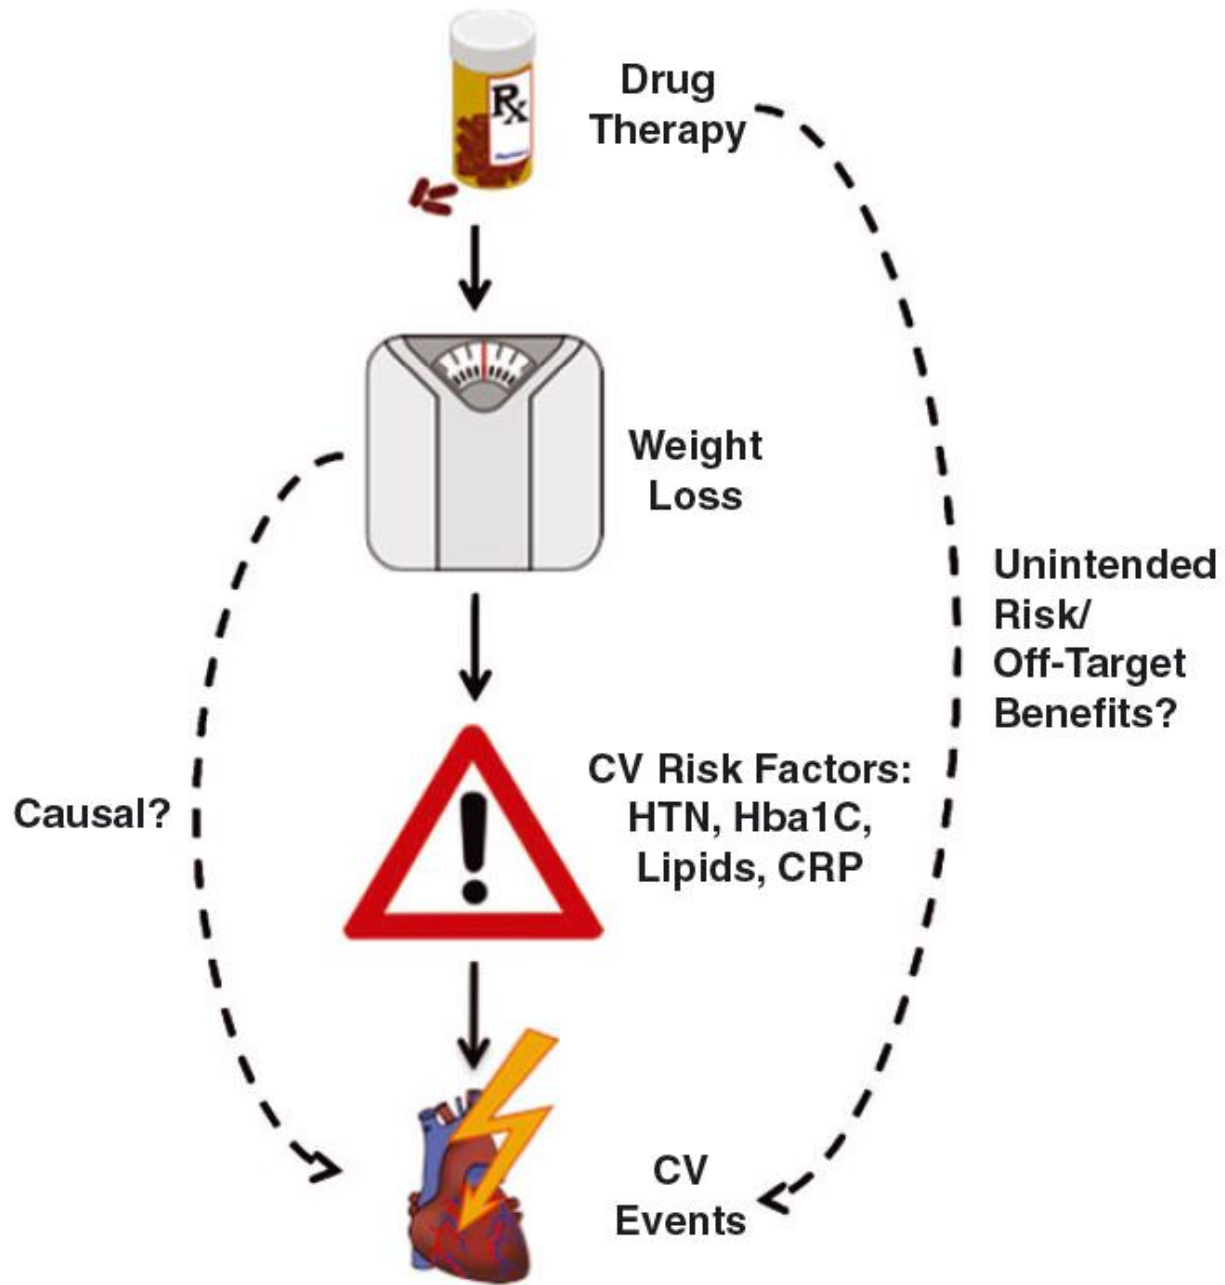 Rx
Drug
Therapy
Weight
Loss
Unintended
Risk/
Off-Target
Benefits?
CV Risk Factors:
HTN, Hba1C,
Lipids, CRP
Causal?
CV
Events